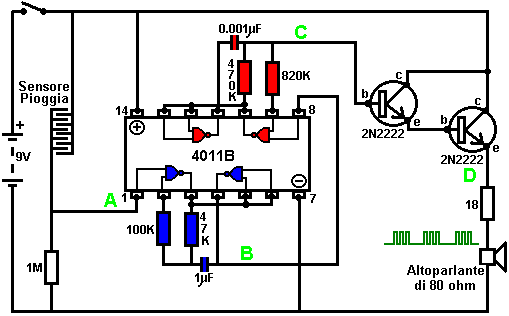 0.001µF
C
Sensore
Pioggia
470K
820K
b
c
e
2N2222
b
c
e
2N2222
14
8
+
9V
4011B
A
1
7
D
100K
47K
18
B
1M
1µF
Altoparlante
di 80 ohm